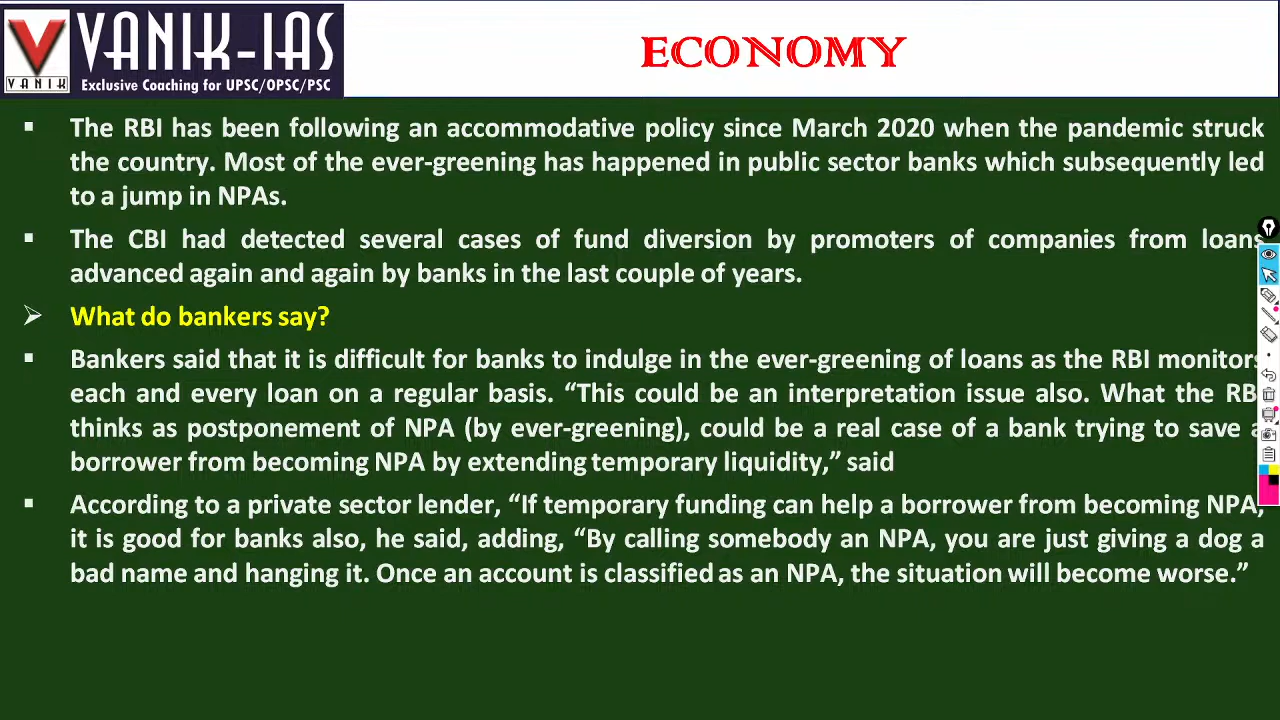 VANIK-IAS
VANIK
Exclusive Coaching for UPSC/OPSC/PSC
ECONOMY
The RBI has been following an accommodative policy since March 2020 when the pandemic struck
the country. Most of the ever-greening has happened in public sector banks which subsequently led
to a jump in NPAs.
The CBI had detected several cases of fund diversion by promoters of companies from loans
advanced again and again by banks in the last couple of years.
What do bankers say?
Bankers said that it is difficult for banks to indulge in the ever-greening of loans as the RBI monitors
each and every loan on a regular basis. “This could be an interpretation issue also. What the RB
thinks as postponement of NPA (by ever-greening), could be a real case of a bank trying to save a
borrower from becoming NPA by extending temporary liquidity,” said
According to a private sector lender, “If temporary funding can help a borrower from becoming NPA,
it is good for banks also, he said, adding, “By calling somebody an NPA, you are just giving a dog a
bad name and hanging it. Once an account is classified as an NPA, the situation will become worse.”